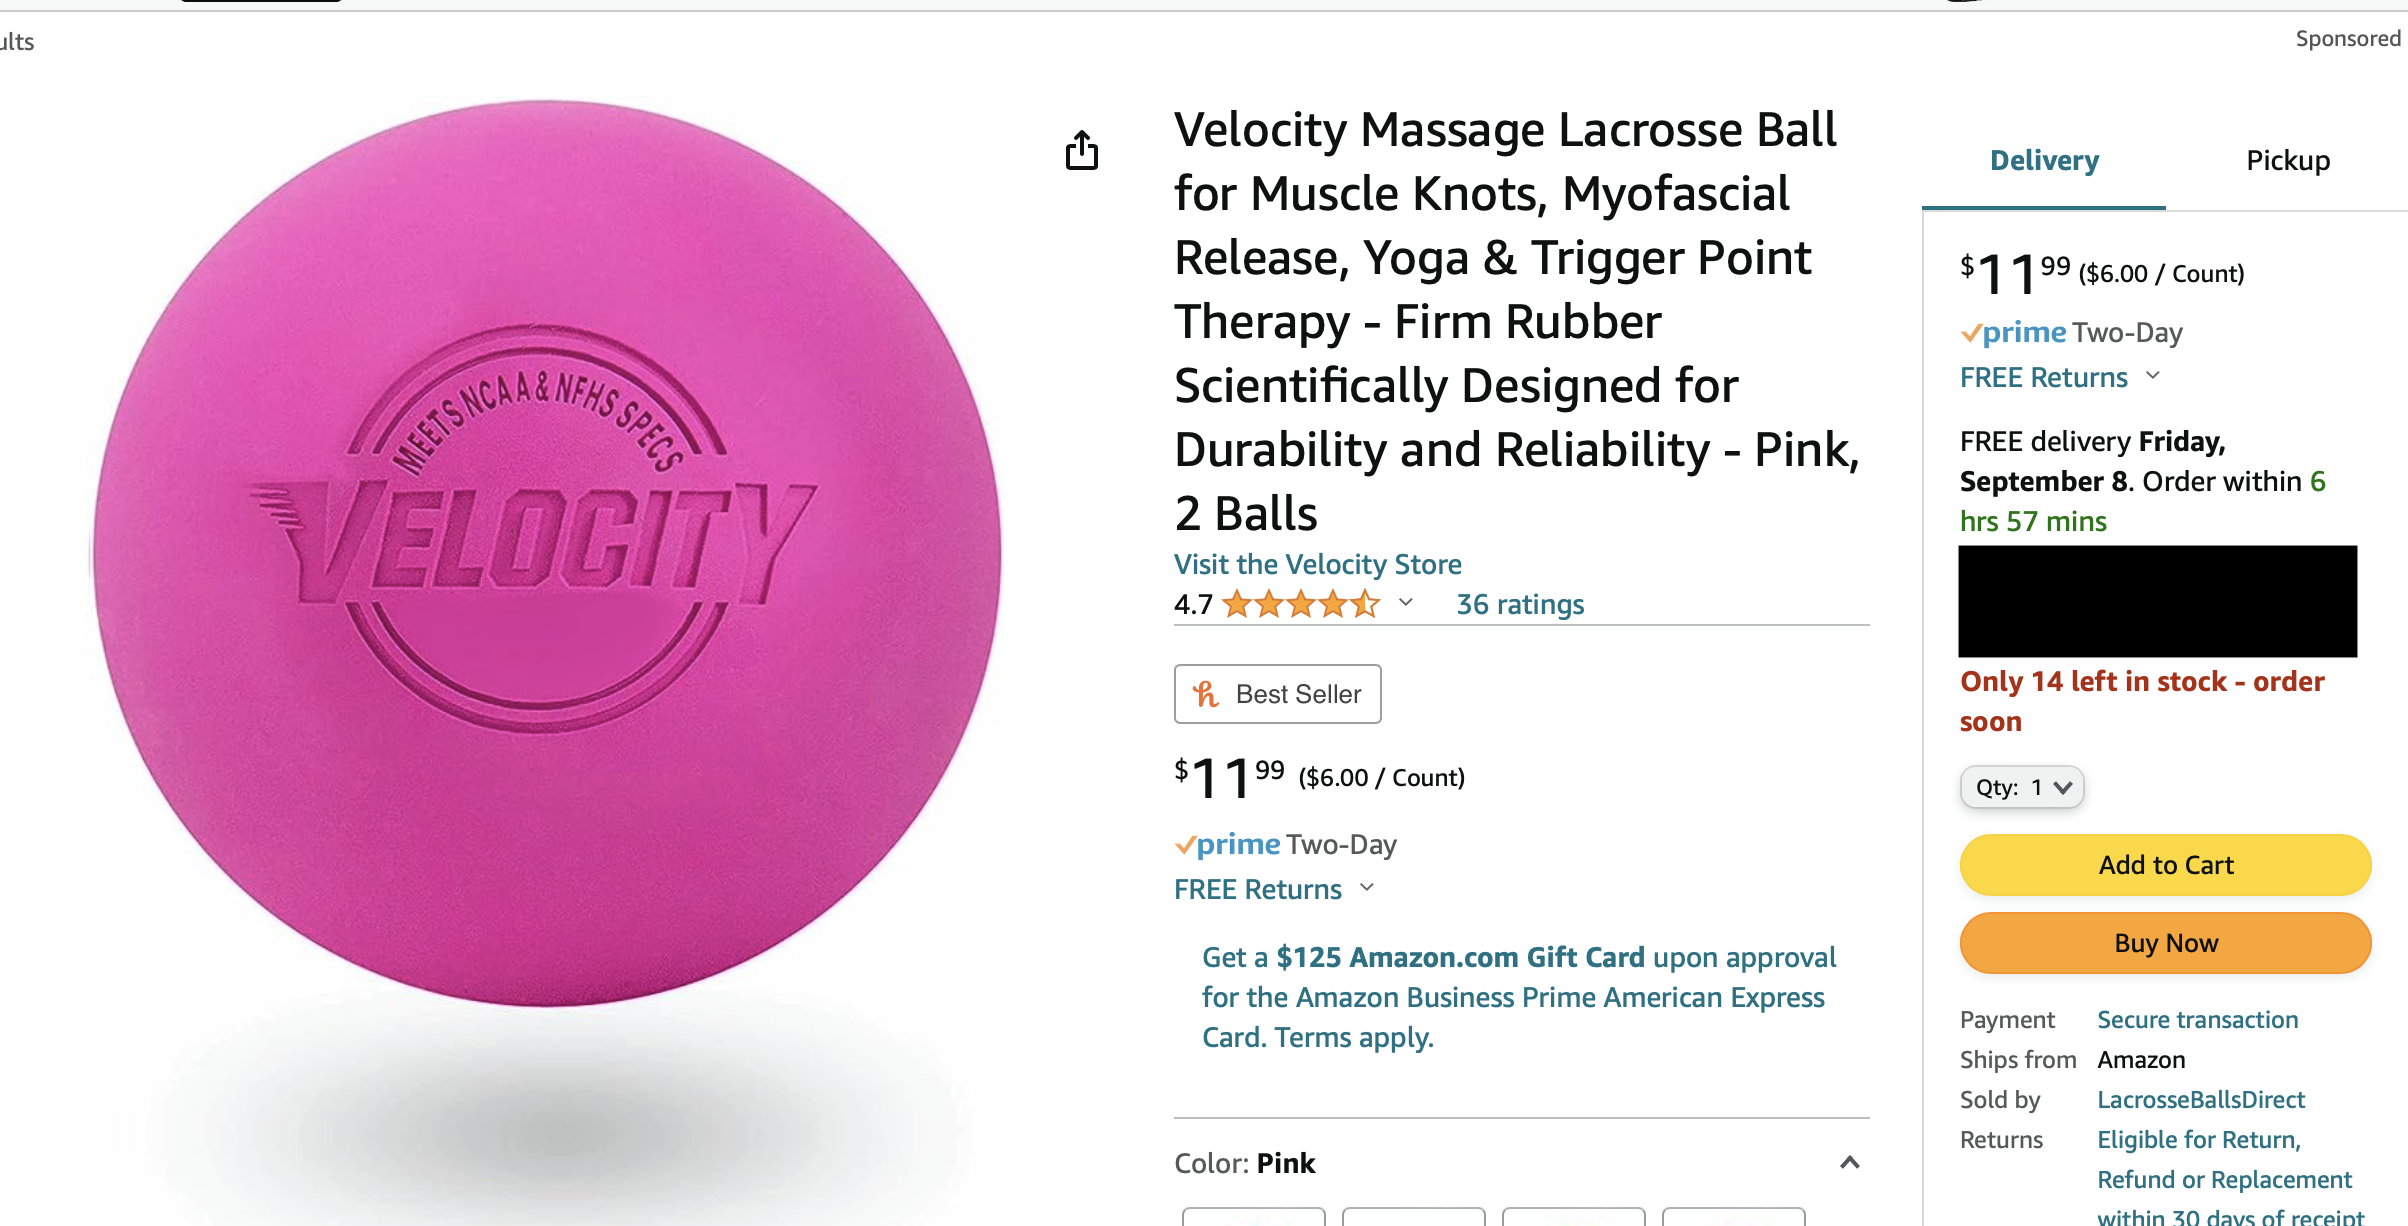 Sponsored
MEETS NCAA & NFHS SPECS
VELOCITY
Velocity Massage Lacrosse Ball
for Muscle Knots, Myofascial
Release, Yoga & Trigger Point
Therapy - Firm Rubber
Scientifically Designed for
Durability and Reliability - Pink,
2 Balls
Visit the Velocity Store
4.7 36 ratings
Best Seller
$11 99 ($6.00 / Count)
prime Two-Day
FREE Returns
Get a $125 Amazon.com Gift Card upon approval
for the Amazon Business Prime American Express
Card. Terms apply.
Color: Pink
Delivery Pickup
$11 99 ($6.00 / Count)
prime Two-Day
FREE Returns
FREE delivery Friday,
September 8. Order within 6
hrs 57 mins
Only 14 left in stock - order
soon
Qty: 1
Add to Cart
Buy Now
Payment Secure transaction
Ships from Amazon
Sold by LacrosseBallsDirect
Returns Eligible for Return,
Refund or Replacement
within 30 days of receipt